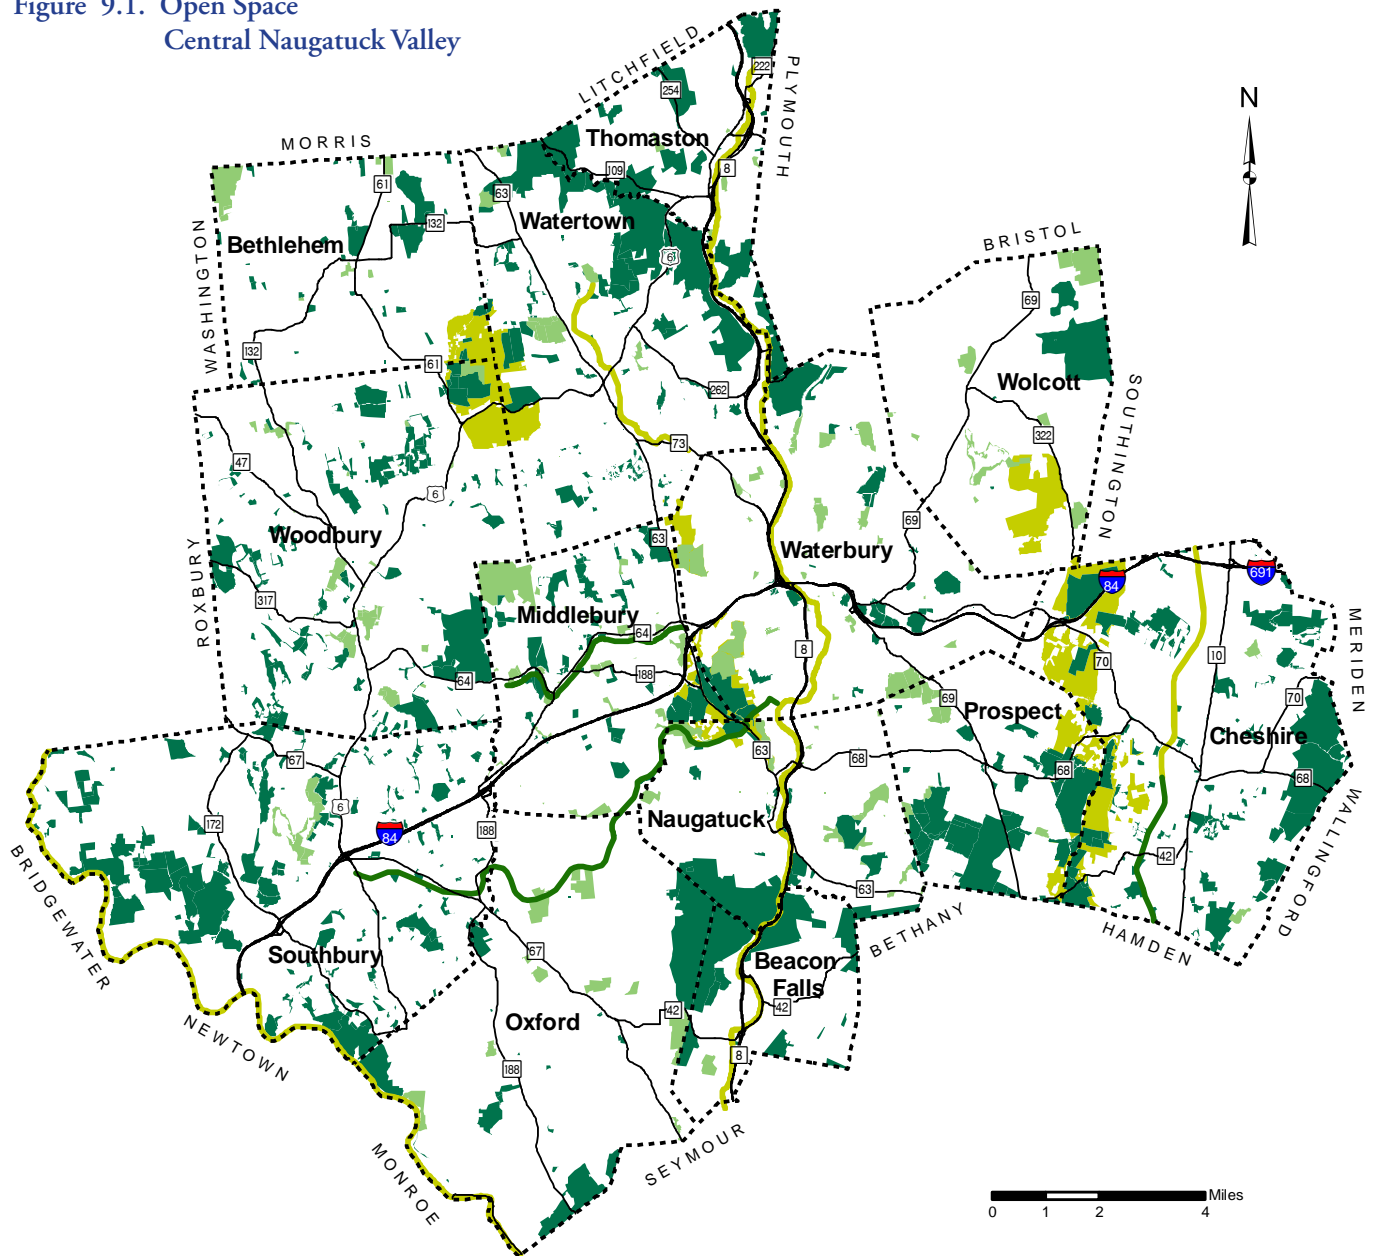 Figure 9.1. Open Space
Central Naugatuck Valley
LITCHFIELD
PLYMOUTH
222
254
N
MORRIS
Thomaston
109
8
61
63
WASHINGTON
132
Watertown
Bethlehem
6
BRISTOL
69
132
61
262
Wolcott
SOUTHINGTON
322
73
47
6
69
Woodbury
63
Waterbury
ROXBURY
317
84
691
Middlebury
64
8
10
MERIDEN
70
64
188
69
70
Prospect
Cheshire
63
67
68
68
68
6
172
84
188
Naugatuck
WALLINGFORD
42
BRIDGEWATER
63
BETHANY
HAMDEN
Southbury
67
Beacon
Falls
42
42
NEWTOWN
Oxford
8
188
MONROE
SEYMOUR
Miles
0 1 2 4